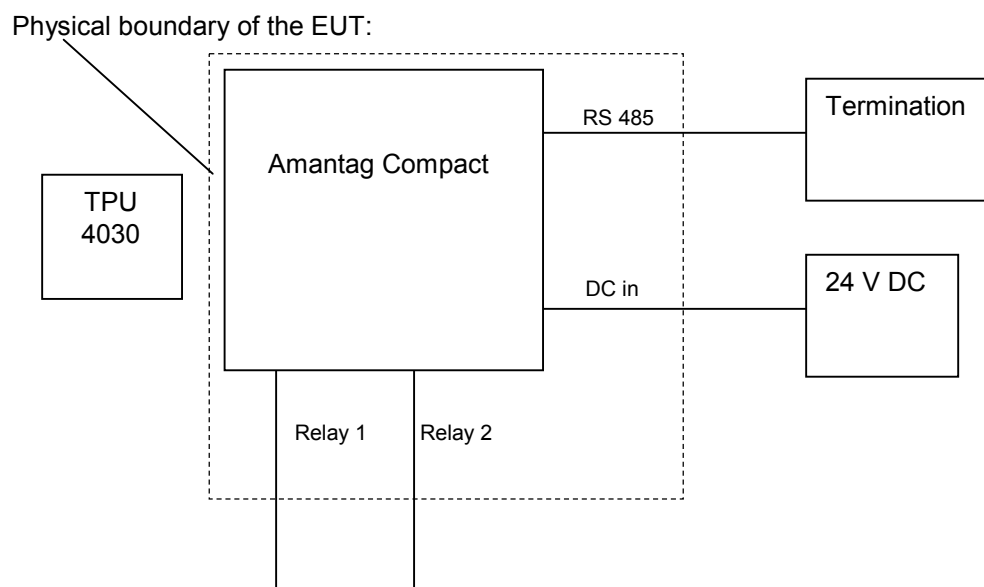 Physical boundary of the EUT:
Amantag Compact
TPU
4030
RS 485
Termination
DC in
24 V DC
Relay 1
Relay 2